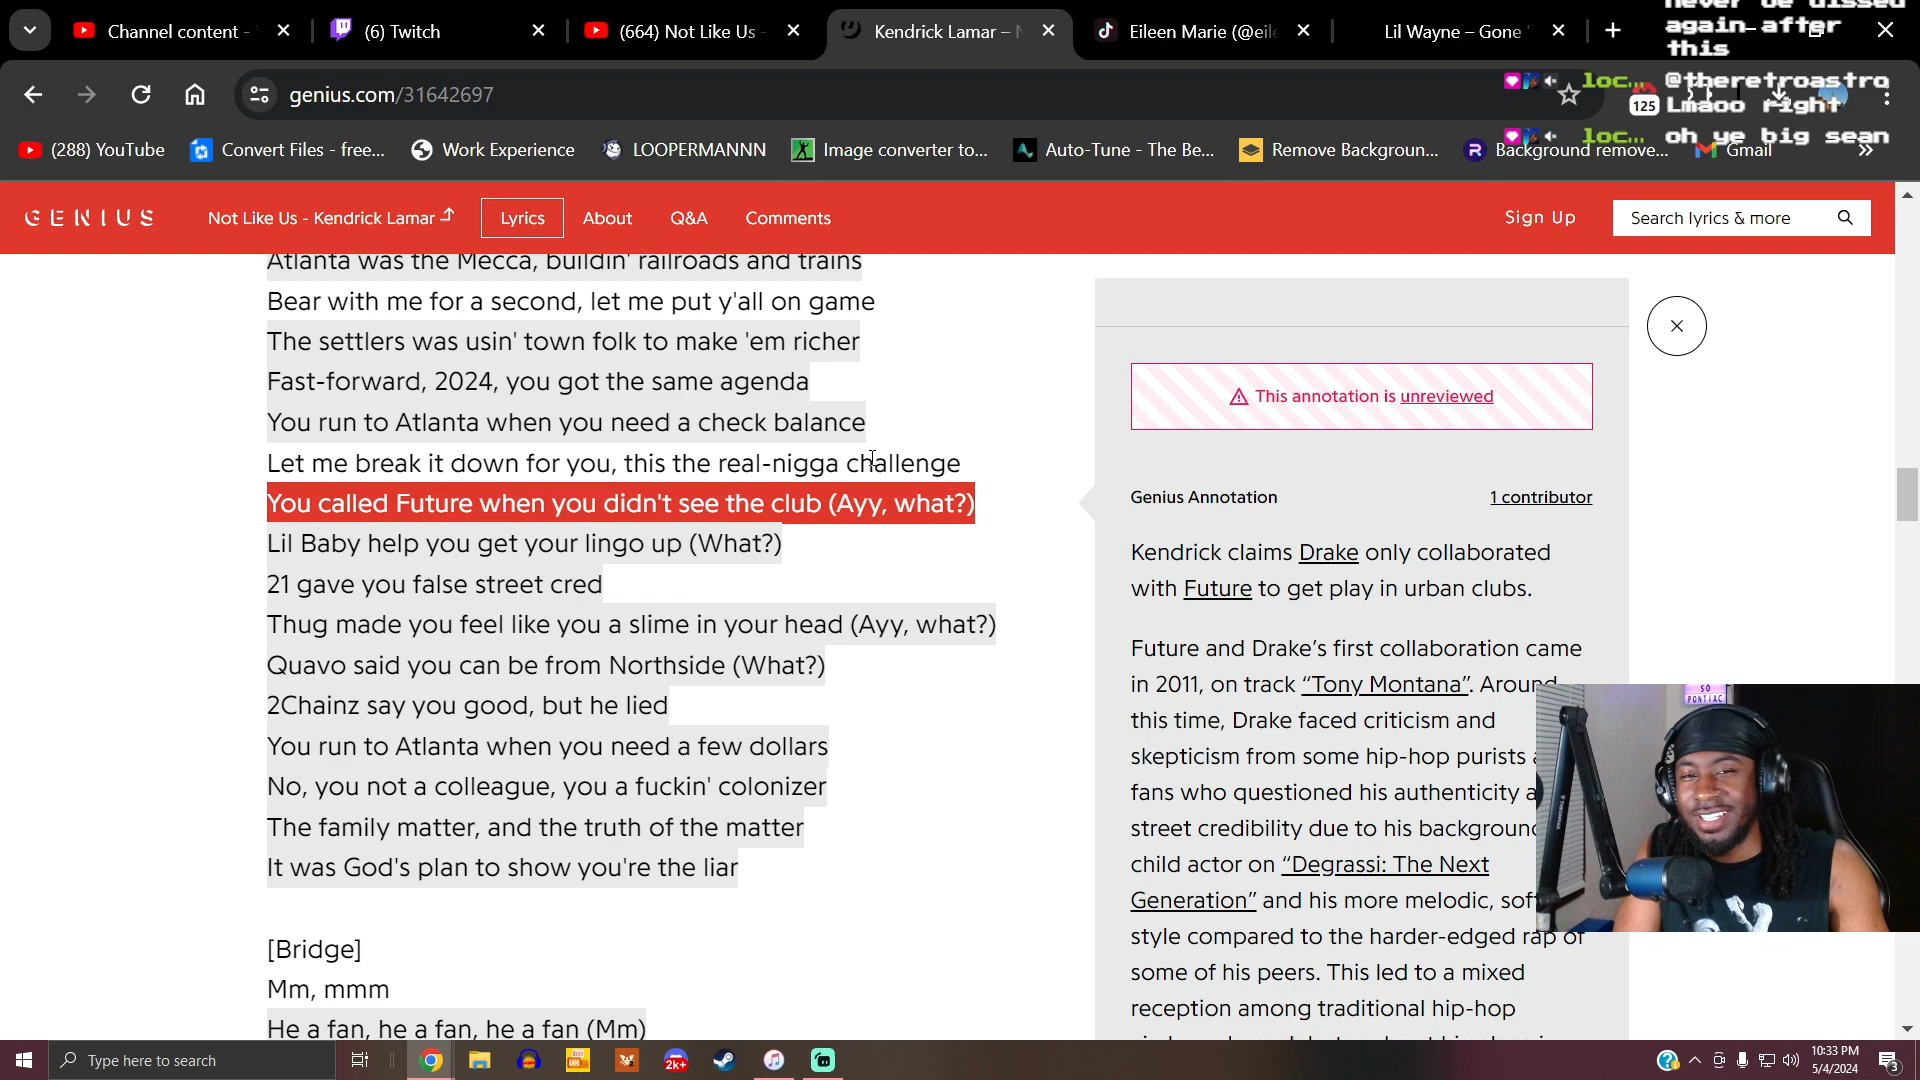 Channel content -
(6) Twitch
(664) Not Like Us -
Kendrick Lamar –
Eileen Marie (@eile
Lil Wayne – Gone
never be dissed
again after
this
genius.com/31642697
125
loc... @theretroastro
Lmaoo right
loc... oh ye big sean
(288) YouTube
Convert Files - free...
Work Experience
LOOPERMANNN
Image converter to...
Auto-Tune - The Be...
Remove Backgroun...
Background remove...
Gmail
GENIUS
Not Like Us - Kendrick Lamar
Lyrics
About
Q&A
Comments
Sign Up
Search lyrics & more
Atlanta was the Mecca, buildin' railroads and trains
Bear with me for a second, let me put y'all on game
The settlers was usin' town folk to make 'em richer
Fast-forward, 2024, you got the same agenda
You run to Atlanta when you need a check balance
Let me break it down for you, this the real-nigga challenge
You called Future when you didn't see the club (Ayy, what?)
Lil Baby help you get your lingo up (What?)
21 gave you false street cred
Thug made you feel like you a slime in your head (Ayy, what?)
Quavo said you can be from Northside (What?)
2Chainz say you good, but he lied
You run to Atlanta when you need a few dollars
No, you not a colleague, you a fuckin' colonizer
The family matter, and the truth of the matter
It was God's plan to show you're the liar
[Bridge]
Mm, mmm
He a fan, he a fan, he a fan (Mm)
This annotation is unreviewed
Genius Annotation
1 contributor
Kendrick claims Drake only collaborated
with Future to get play in urban clubs.
Future and Drake’s first collaboration came
in 2011, on track “Tony Montana”. Around
this time, Drake faced criticism and
skepticism from some hip-hop purists
fans who questioned his authenticity
street credibility due to his background
child actor on “Degrassi: The Next
Generation” and his more melodic,
style compared to the harder-edged rap of
some of his peers. This led to a mixed
reception among traditional hip-hop
SO
PONTIAC
Type here to search
2k+
10:33 PM
5/4/2024
3